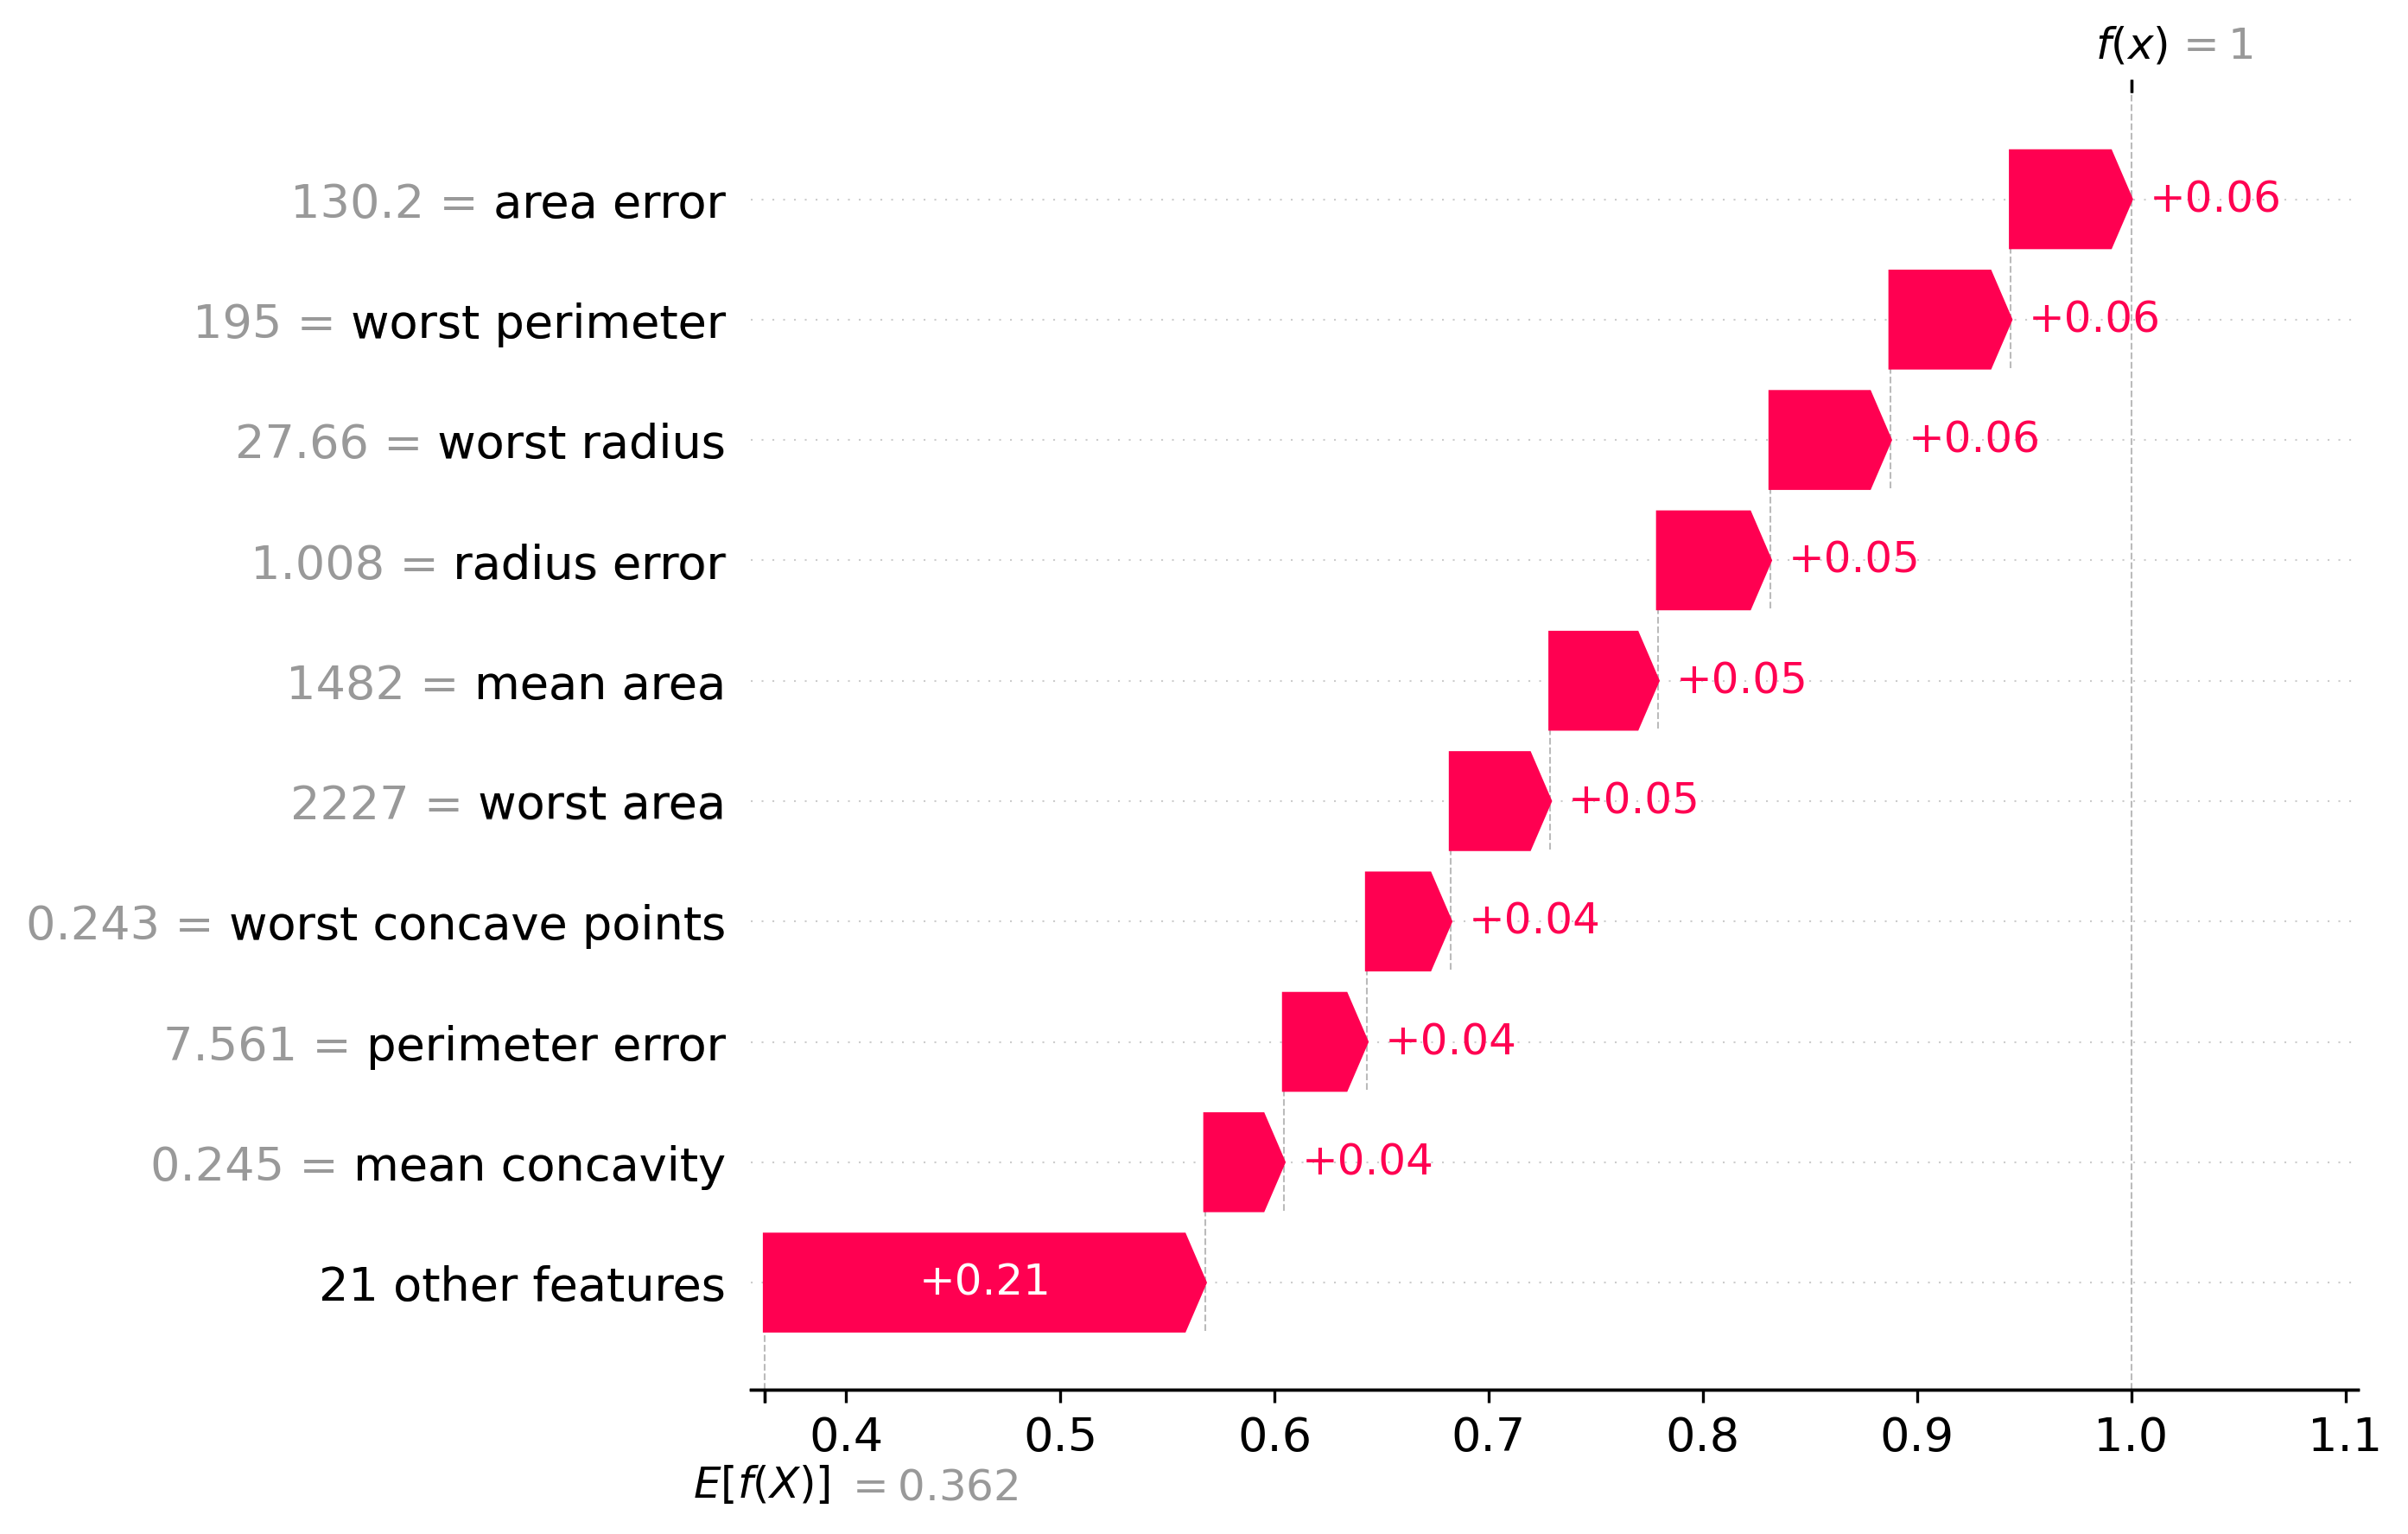 f(x) = 1
130.2 = area error
+0.06
195 = worst perimeter
+0.06
27.66 = worst radius
+0.06
1.008 = radius error
+0.05
1482 = mean area
+0.05
2227 = worst area
+0.05
0.243 = worst concave points
+0.04
7.561 = perimeter error
+0.04
0.245 = mean concavity
+0.04
21 other features
+0.21
0.4 0.5 0.6 0.7 0.8 0.9 1.0 1.1
E[f(X)] = 0.362